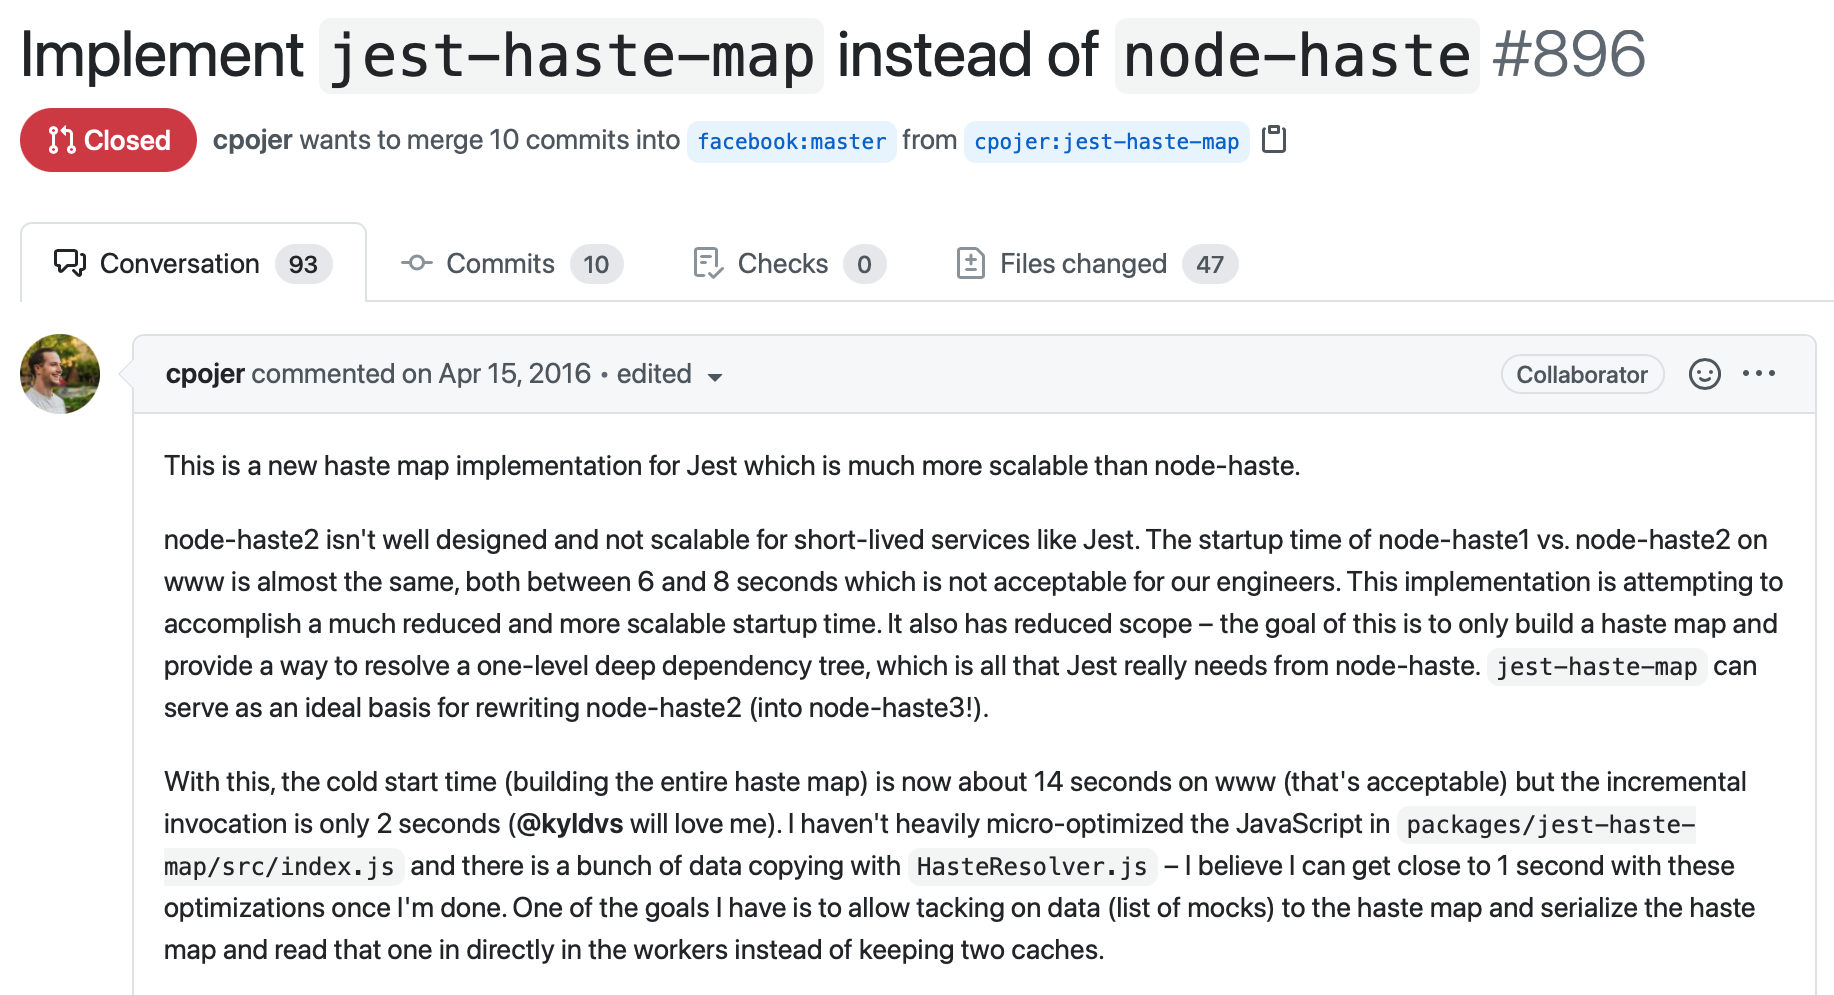 Implement jest-haste-map instead of node-haste #896
Closed cpojer wants to merge 10 commits into facebook:master from cpojer:jest-haste-map
Conversation 93 Commits 10 Checks 0 Files changed 47
cpojer commented on Apr 15, 2016 • edited Collaborator
This is a new haste map implementation for Jest which is much more scalable than node-haste.
node-haste2 isn't well designed and not scalable for short-lived services like Jest. The startup time of node-haste1 vs. node-haste2 on
www is almost the same, both between 6 and 8 seconds which is not acceptable for our engineers. This implementation is attempting to
accomplish a much reduced and more scalable startup time. It also has reduced scope – the goal of this is to only build a haste map and
provide a way to resolve a one-level deep dependency tree, which is all that Jest really needs from node-haste. jest-haste-map can
serve as an ideal basis for rewriting node-haste2 (into node-haste3!).
With this, the cold start time (building the entire haste map) is now about 14 seconds on www (that's acceptable) but the incremental
invocation is only 2 seconds (@kyldvs will love me). I haven't heavily micro-optimized the JavaScript in packages/jest-haste-
map/src/index.js and there is a bunch of data copying with HasteResolver.js – I believe I can get close to 1 second with these
optimizations once I'm done. One of the goals I have is to allow tacking on data (list of mocks) to the haste map and serialize the haste
map and read that one in directly in the workers instead of keeping two caches.